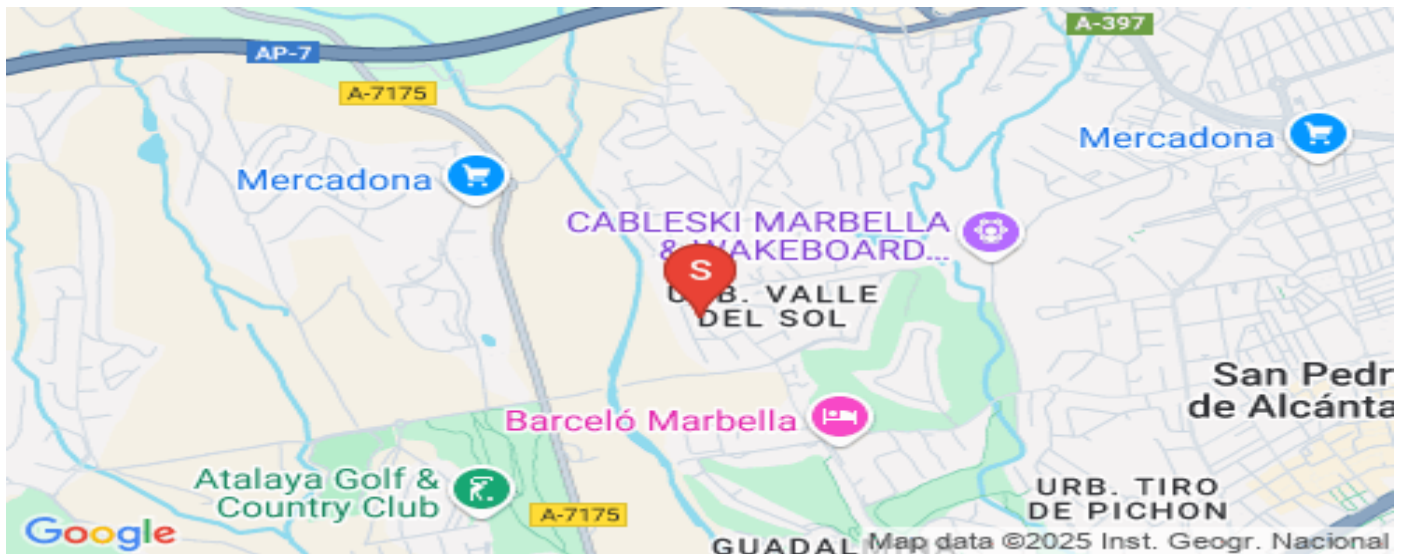 A-397
AP-7
A-7175
Mercadona
Mercadona
CABLESKI MARBELLA
& WAKEBOARD...
S
URB. VALLE
DEL SOL
San Pedr
de Alcánta
Barceló Marbella
Atalaya Golf &
Country Club
URB. TIRO
DE PICHON
A-7175
Google
GUADAL
Map data ©2025 Inst. Geogr. Nacional